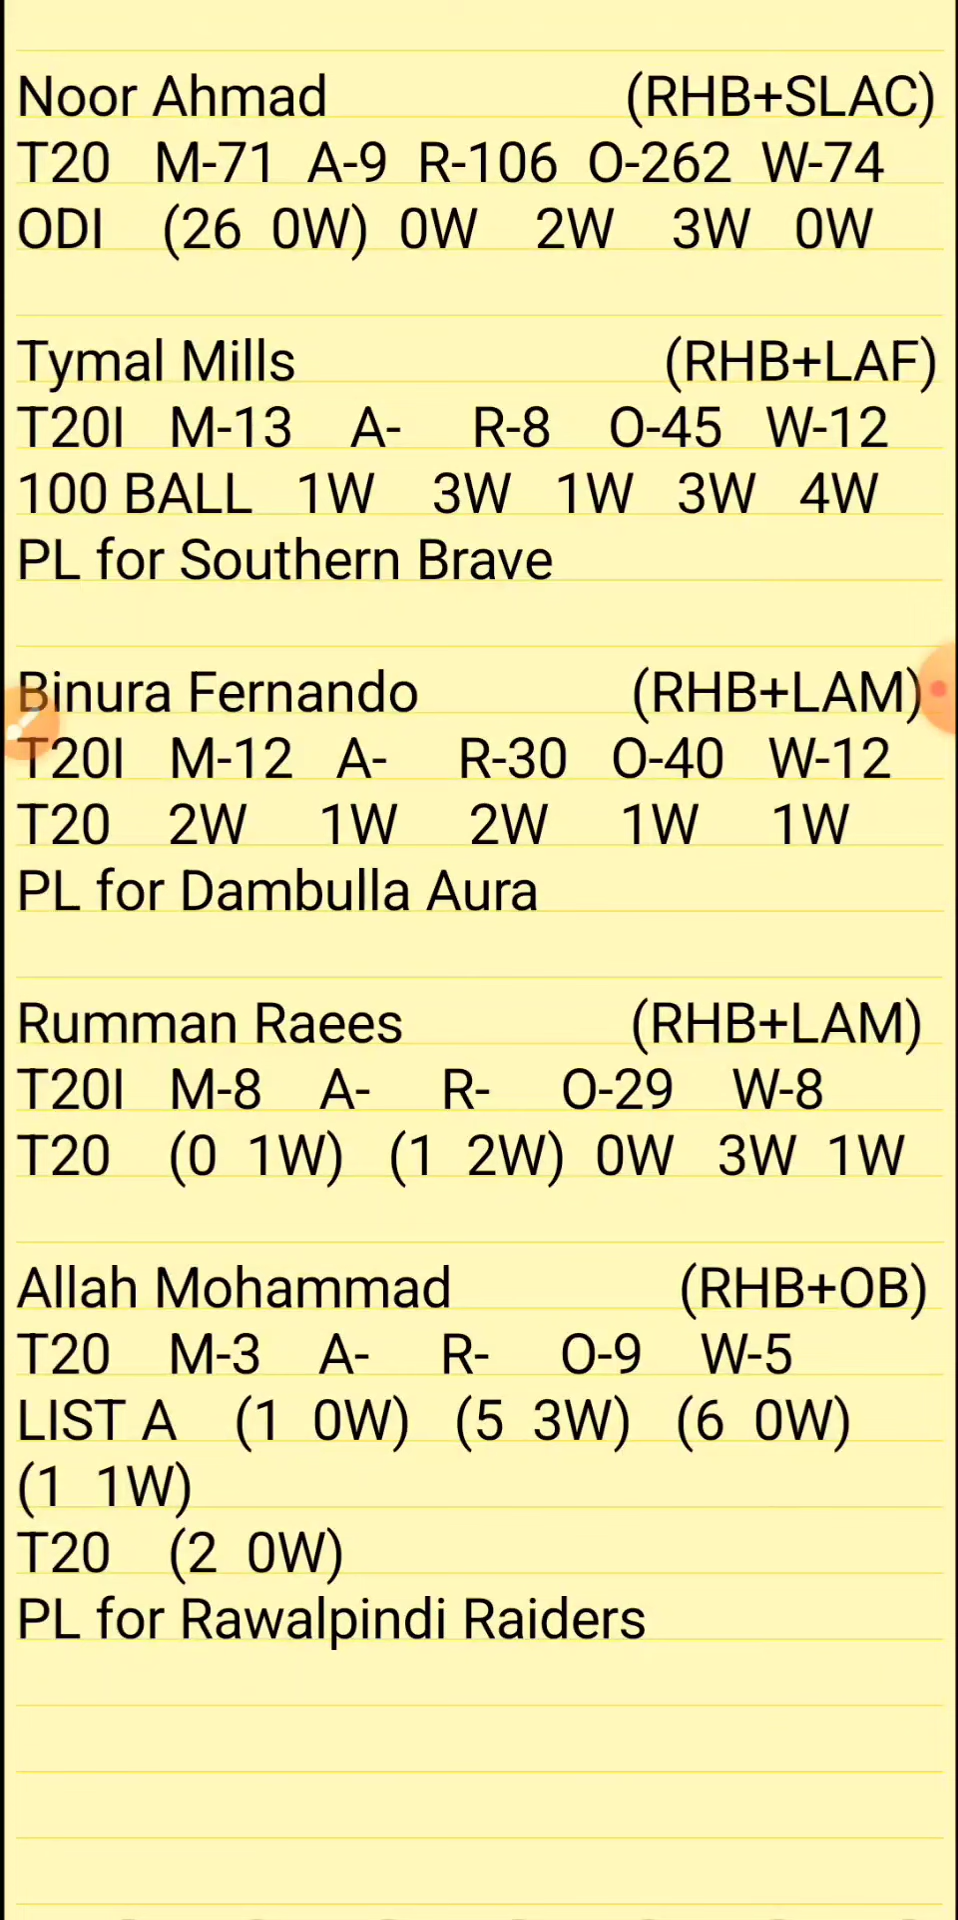 Noor Ahmad (RHB+SLAC)
T20 M-71 A-9 R-106 O-262 W-74
ODI (26 0W) 0W 2W 3W 0W
Tymal Mills (RHB+LAF)
T20I M-13 A- R-8 O-45 W-12
100 BALL 1W 3W 1W 3W 4W
PL for Southern Brave
Binura Fernando (RHB+LAM)
T20I M-12 A- R-30 O-40 W-12
T20 2W 1W 2W 1W 1W
PL for Dambulla Aura
Rumman Raees (RHB+LAM)
T20I M-8 A- R- O-29 W-8
T20 (0 1W) (1 2W) 0W 3W 1W
Allah Mohammad (RHB+OB)
T20 M-3 A- R- O-9 W-5
LIST A (1 0W) (5 3W) (6 0W)
(1 1W)
T20 (2 0W)
PL for Rawalpindi Raiders